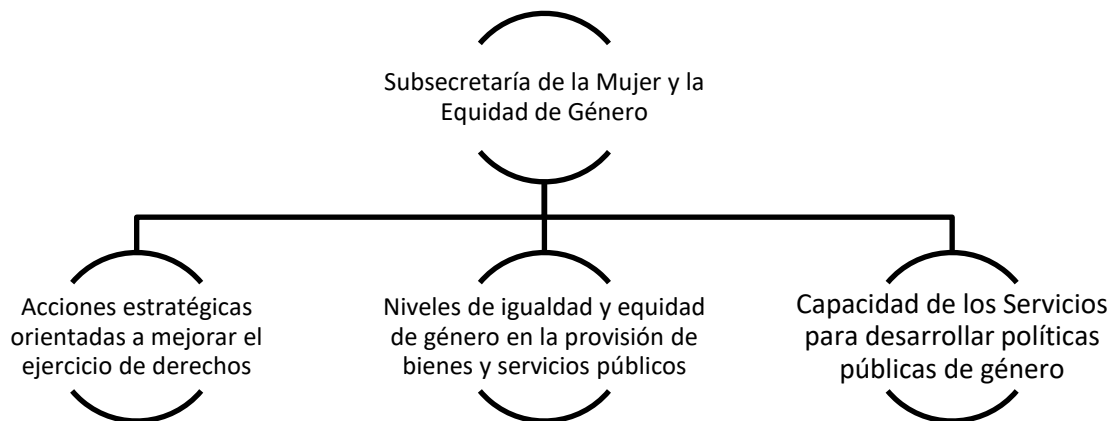 Subsecretaría de la Mujer y la
Equidad de Género
Acciones estratégicas
orientadas a mejorar el
ejercicio de derechos
Niveles de igualdad y equidad
de género en la provisión de
bienes y servicios públicos
Capacidad de los Servicios
para desarrollar políticas
públicas de género